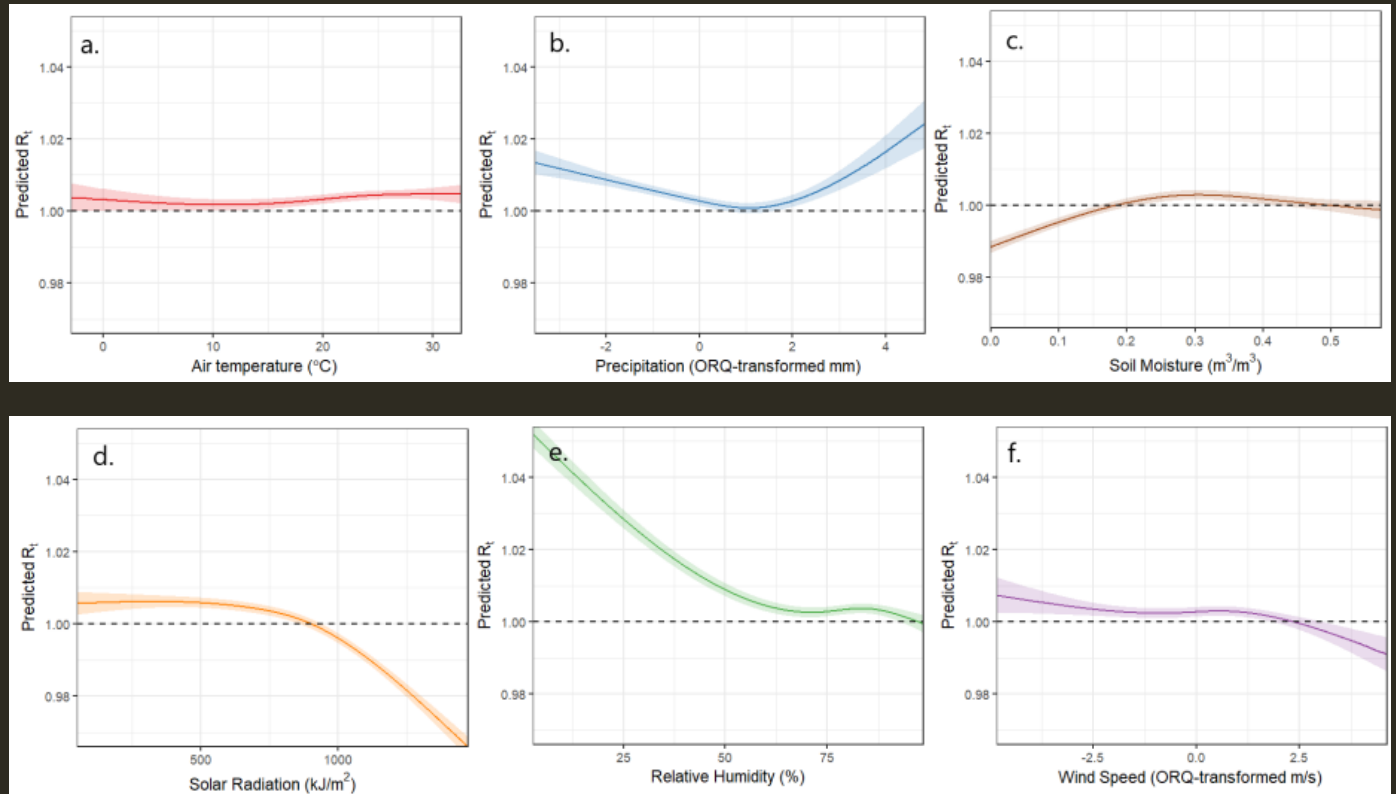 a.
1.04
1.02
1.00
0.98
Predicted Rt
0 10 20 30
Air temperature (°C)
b.
1.04
1.02
1.00
0.98
Predicted Rt
-2 0 2 4
Precipitation (ORQ-transformed mm)
c.
1.04
1.02
1.00
0.98
Predicted Rt
0.0 0.1 0.2 0.3 0.4 0.5
Soil Moisture (m³/m³)
d.
1.04
1.02
1.00
0.98
Predicted Rt
500 1000
Solar Radiation (kJ/m²)
e.
1.04
1.02
1.00
0.98
Predicted Rt
25 50 75
Relative Humidity (%)
f.
1.04
1.02
1.00
0.98
Predicted Rt
-2.5 0.0 2.5
Wind Speed (ORQ-transformed m/s)